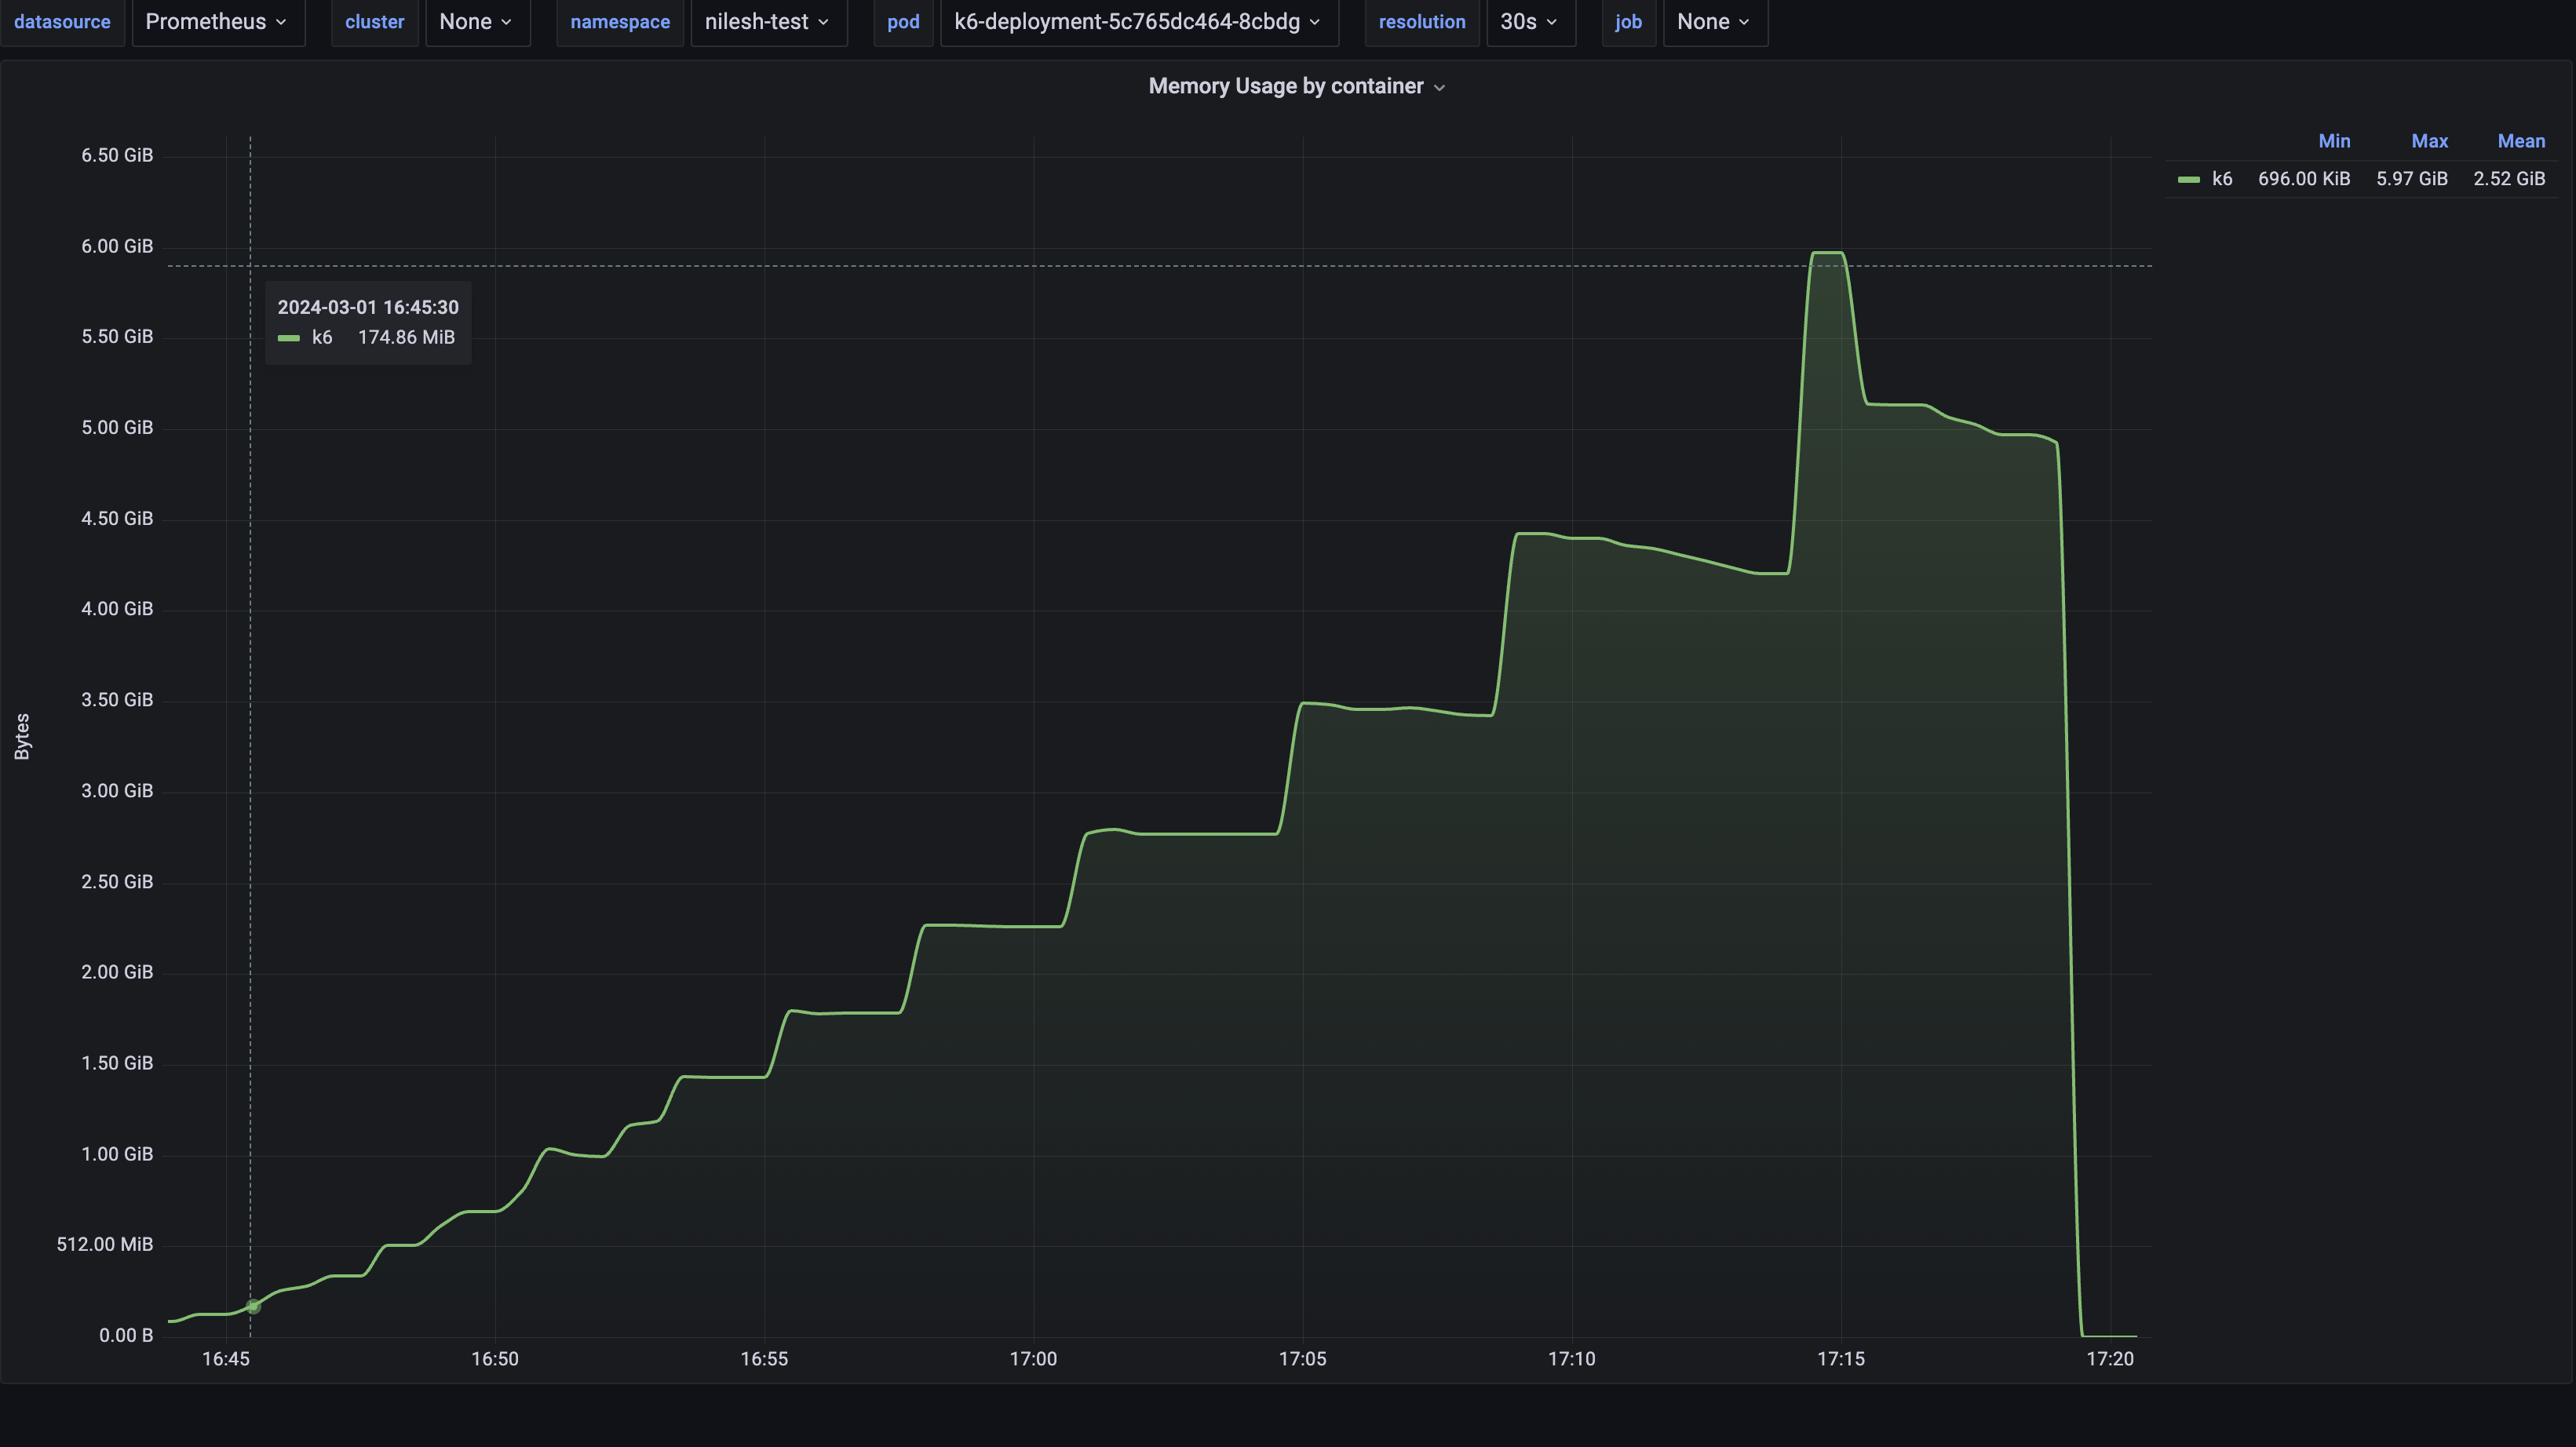 datasource Prometheus cluster None namespace nilesh-test pod k6-deployment-5c765dc464-8cbdg resolution 30s job None
Memory Usage by container
Min Max Mean
k6 696.00 KiB 5.97 GiB 2.52 GiB
6.50 GiB
6.00 GiB
5.50 GiB
5.00 GiB
4.50 GiB
4.00 GiB
3.50 GiB
3.00 GiB
2.50 GiB
2.00 GiB
1.50 GiB
1.00 GiB
512.00 MiB
0.00 B
Bytes
2024-03-01 16:45:30
k6 174.86 MiB
16:45 16:50 16:55 17:00 17:05 17:10 17:15 17:20